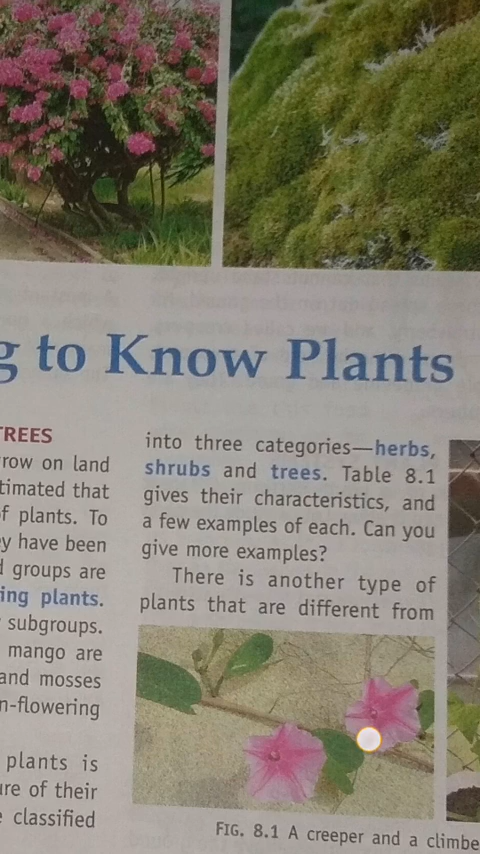 g to Know Plants
TREES
row on land
timated that
of plants. To
y have been
d groups are
ing plants.
subgroups.
mango are
and mosses
n-flowering
plants is
ure of their
e classified
into three categories—herbs,
shrubs and trees. Table 8.1
gives their characteristics, and
a few examples of each. Can you
give more examples?
There is another type of
plants that are different from
FIG. 8.1 A creeper and a climbe